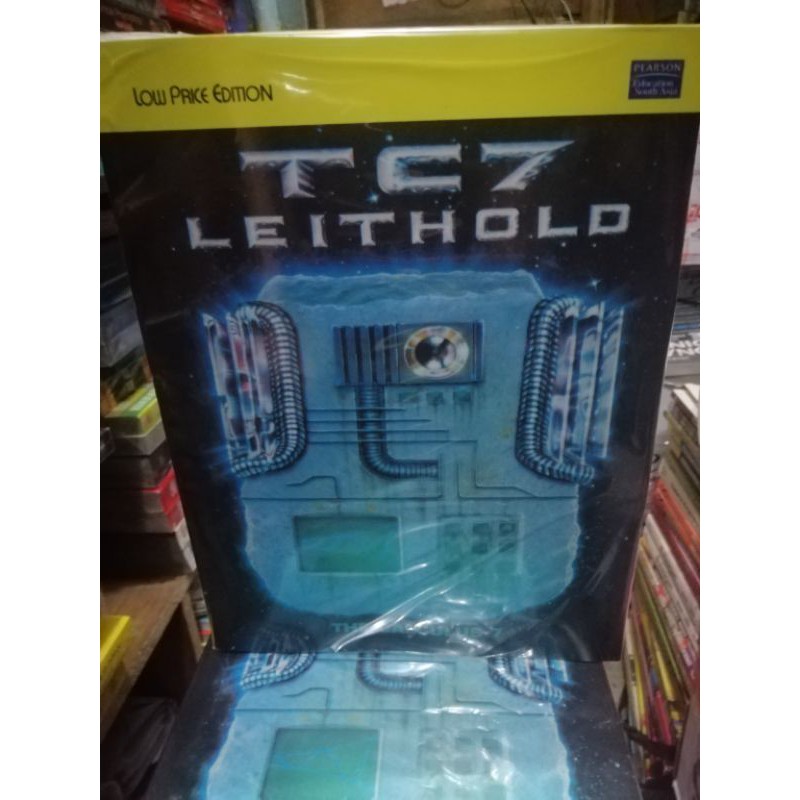 LOW PRICE EDITION
PEARSON
Education
South Asia
TC7
LEITHOLD